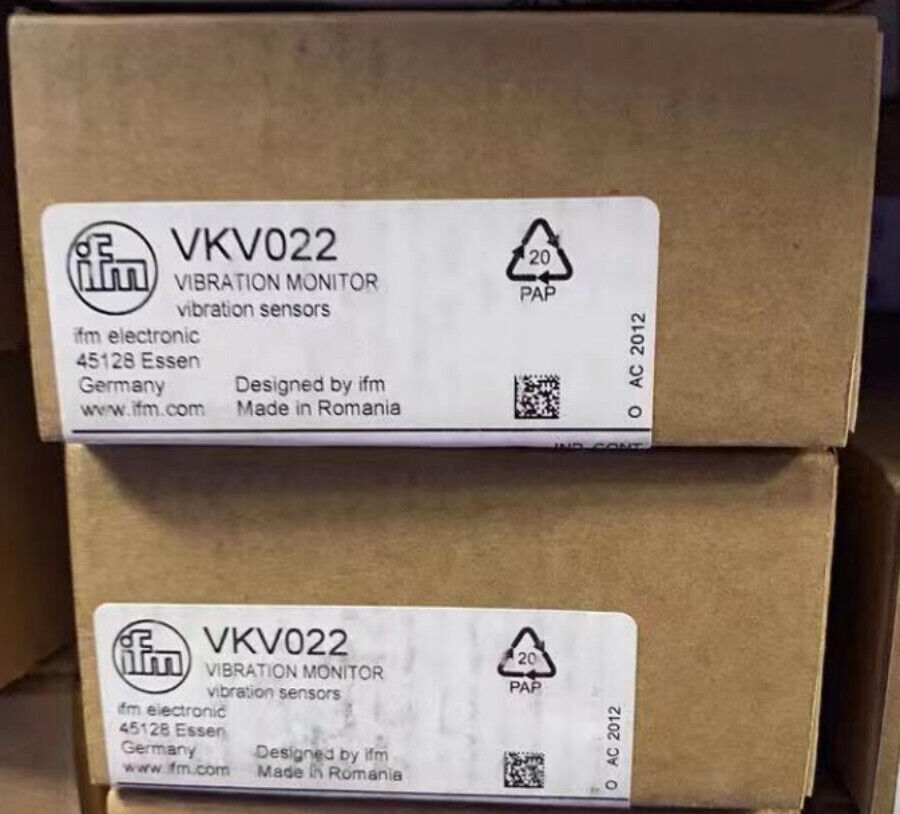 ifm
VKV022
VIBRATION MONITOR
vibration sensors
ifm electronic
45128 Essen
Germany
www.ifm.com
Designed by ifm
Made in Romania
20
PAP
O AC 2012
ifm
VKV022
VIBRATION MONITOR
vibration sensors
ifm electronic
45128 Essen
Germany
www.ifm.com
Designed by ifm
Made in Romania
20
PAP
O AC 2012